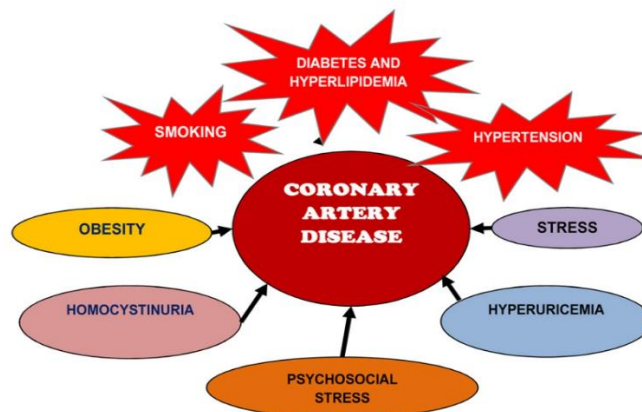 DIABETES AND
HYPERLIPIDEMIA
SMOKING
HYPERTENSION
CORONARY
ARTERY
DISEASE
OBESITY
STRESS
HOMOCYSTINURIA
HYPERURICEMIA
PSYCHOSOCIAL
STRESS